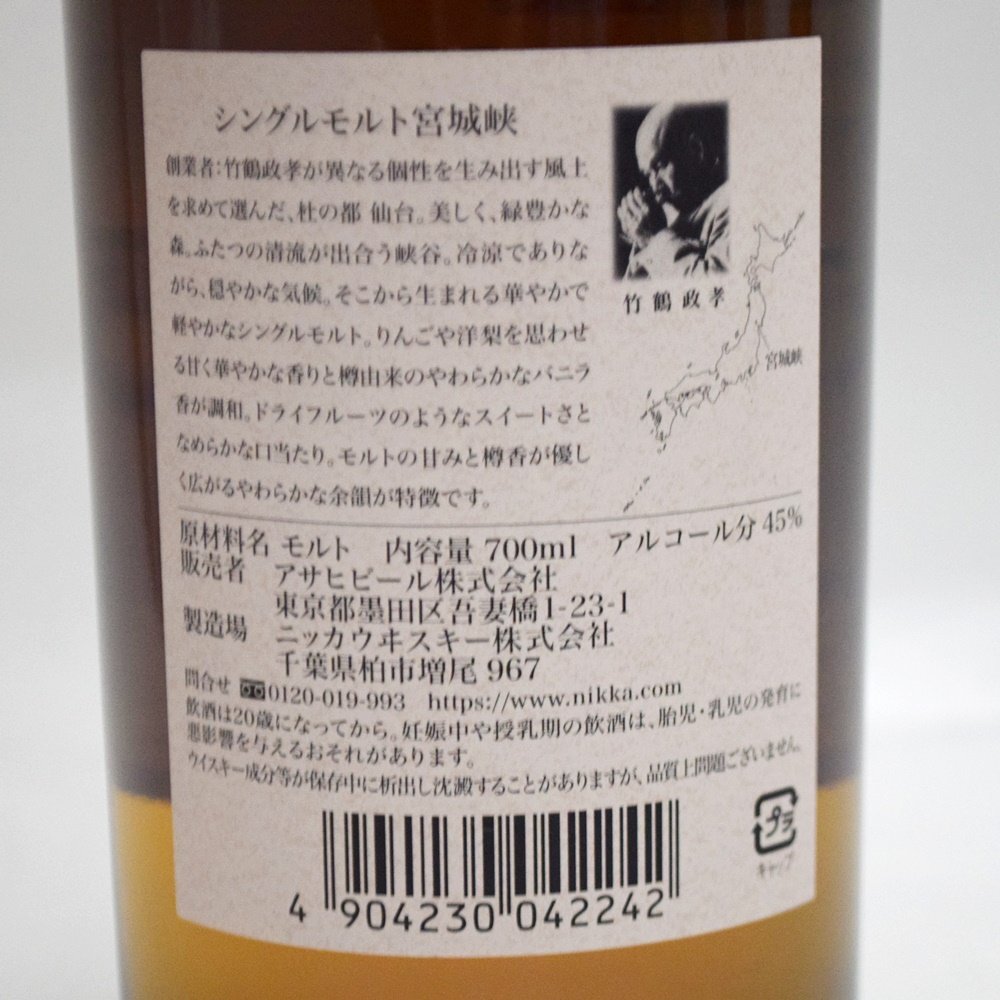 シングルモルト宮城峡
創業者:竹鶴政孝が異なる個性を生み出す風土
を求めて選んだ、杜の都 仙台。美しく、緑豊かな
森。ふたつの清流が出合う峡谷。冷涼でありな
がら、穏やかな気候。そこから生まれる華やかで
軽やかなシングルモルト。りんごや洋梨を思わせ
る甘く華やかな香りと樽由来のやわらかなバニラ
香が調和。ドライフルーツのようなスイートさと
なめらかな口当たり。モルトの甘みと樽香が優し
く広がるやわらかな余韻が特徴です。
竹鶴政孝
宮城峡
原材料名 モルト 内容量 700ml アルコール分 45%
販売者 アサヒビール株式会社
東京都墨田区吾妻橋1-23-1
製造場 ニッカウヰスキー株式会社
千葉県柏市増尾967
問合せ 0120-019-993 https://www.nikka.com
飲酒は20歳になってから。妊娠中や授乳期の飲酒は、胎児・乳児の発育に
悪影響を与えるおそれがあります。
ウイスキー成分等が保存中に析出し沈澱することがありますが、品質上問題ございません。
プラ
キャップ
4 904230 042242